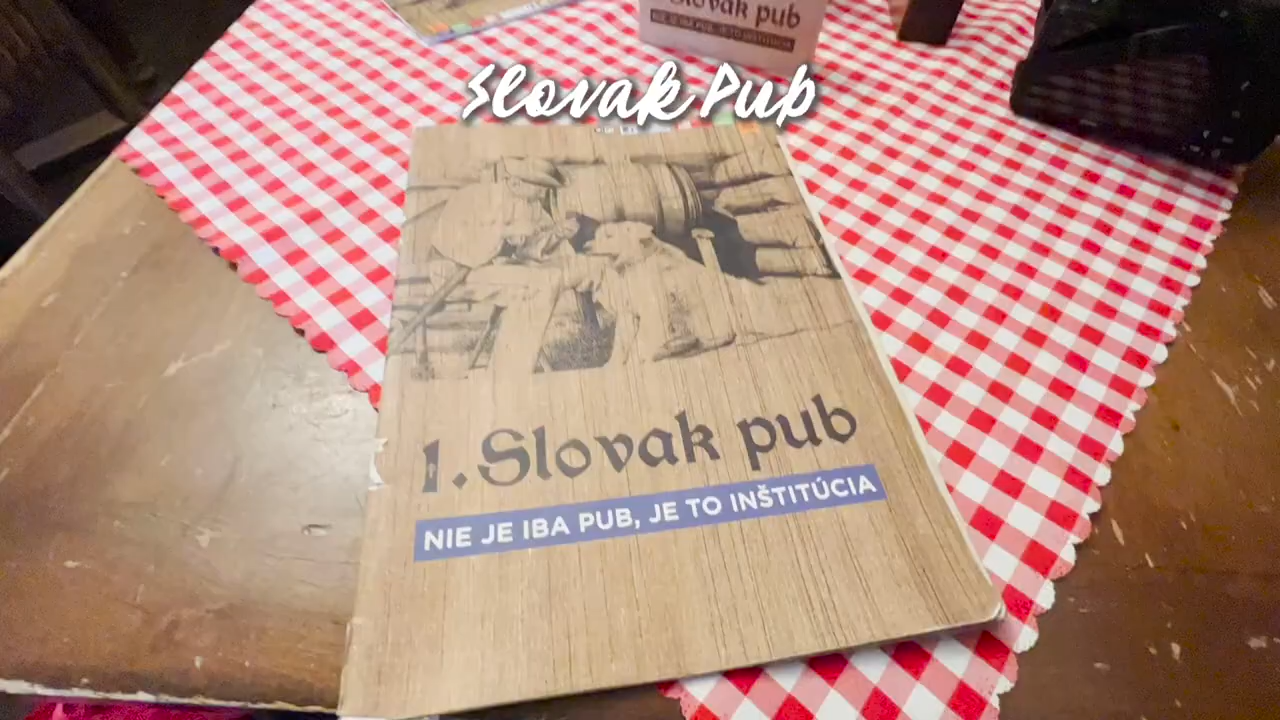 Slovak pub
NIE JE IBA PUB, JE TO INŠTITÚCIA
Slovak Pub
1. Slovak pub
NIE JE IBA PUB, JE TO INŠTITÚCIA